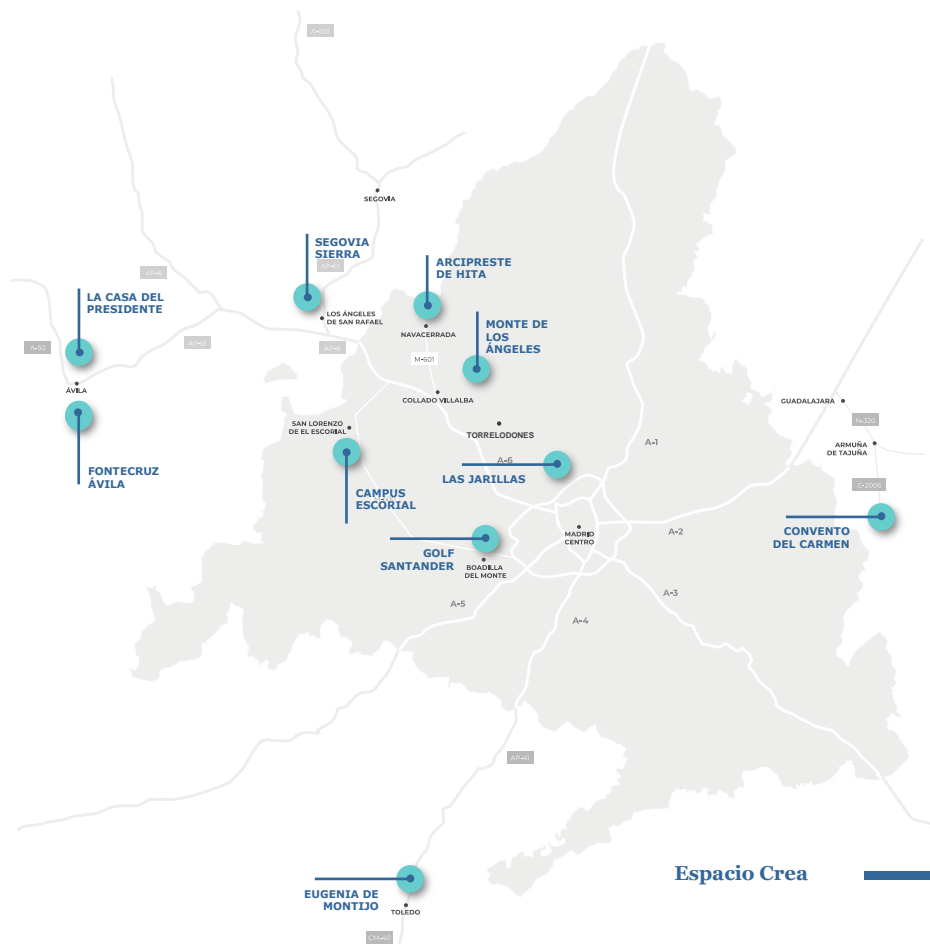 A-601
SEGOVIA
SEGOVIA
SIERRA
AP-61
ARCIPRESTE
DE HITA
AP-6
LA CASA DEL
PRESIDENTE
LOS ÁNGELES
DE SAN RAFAEL
NAVACERRADA
MONTE DE
LOS
ÁNGELES
A-50
AP-51
AP-6
M-601
ÁVILA
COLLADO VILLALBA
GUADALAJARA
N-320
SAN LORENZO
DE EL ESCORIAL
TORRELODONES
A-1
ARMUÑA
DE TAJUÑA
A-6
FONTECRUZ
ÁVILA
LAS JARILLAS
C-2006
CAMPUS
ESCORIAL
MADRID
CENTRO
A-2
CONVENTO
DEL CARMEN
GOLF
SANTANDER
BOADILLA
DEL MONTE
A-5
A-3
A-4
AP-41
Espacio Crea
EUGENIA DE
MONTIJO
TOLEDO
CM-40